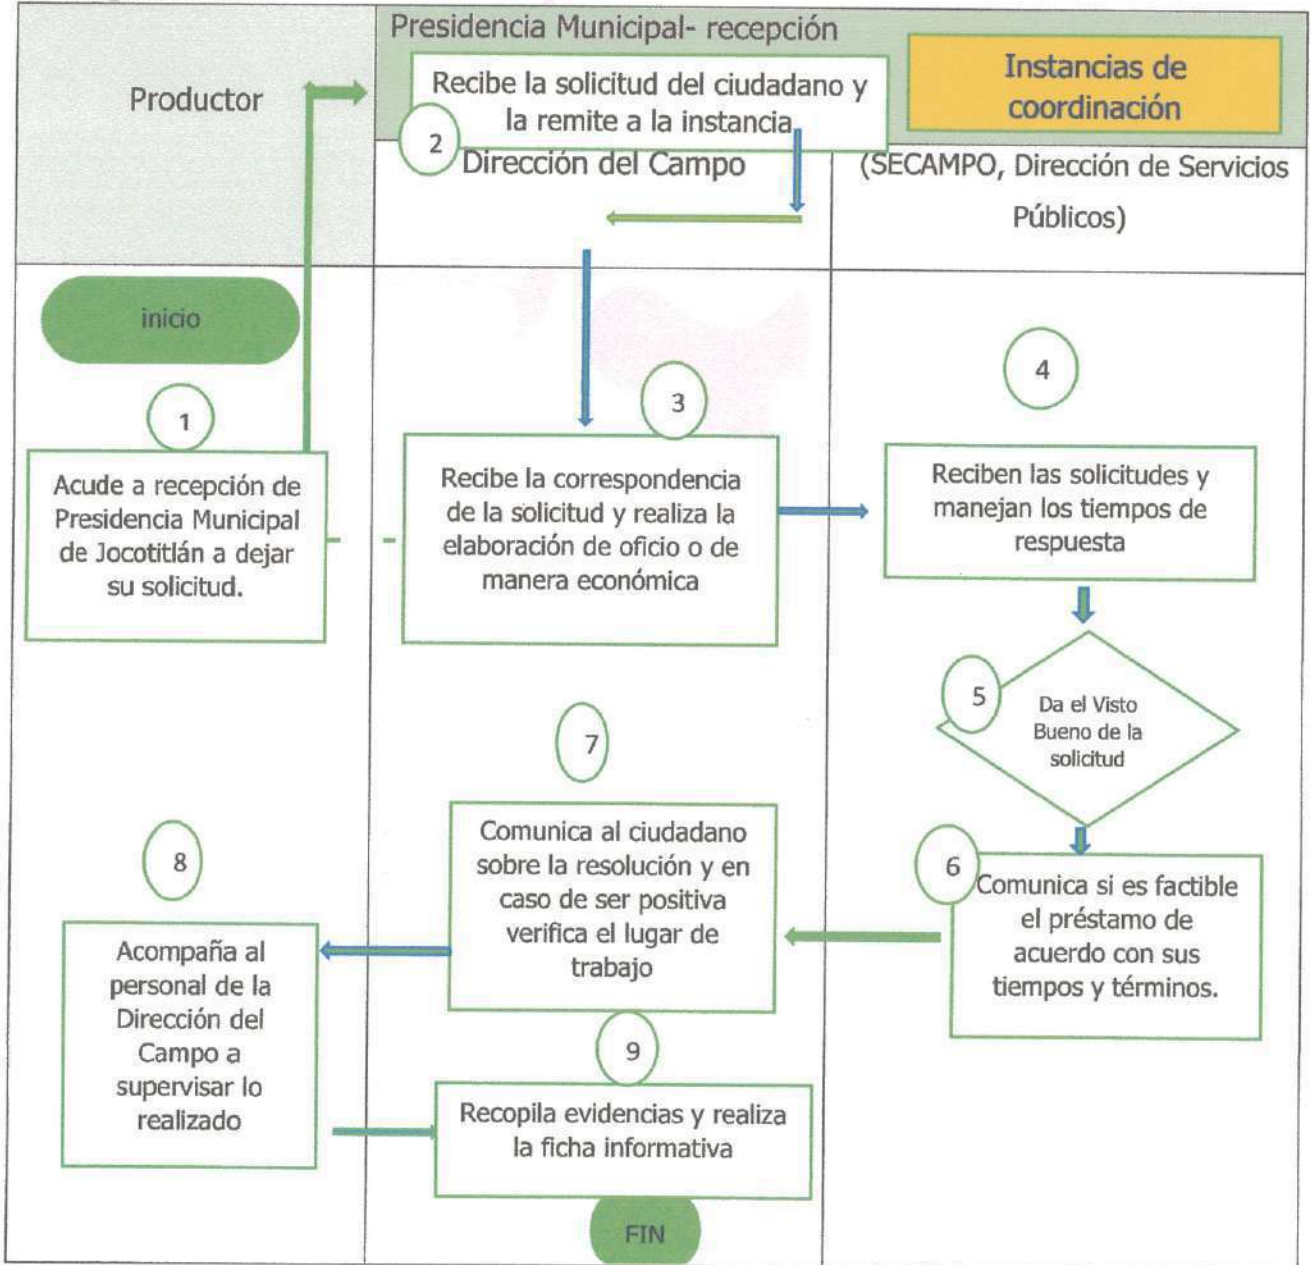 Productor
Presidencia Municipal- recepción
Recibe la solicitud del ciudadano y
la remite a la instancia
2
Dirección del Campo
Instancias de
coordinación
(SECAMPO, Dirección de Servicios
Públicos)
inicio
1
Acude a recepción de
Presidencia Municipal
de Jocotitlán a dejar
su solicitud.
3
Recibe la correspondencia
de la solicitud y realiza la
elaboración de oficio o de
manera económica
4
Reciben las solicitudes y
manejan los tiempos de
respuesta
5
Da el Visto
Bueno de la
solicitud
6
Comunica si es factible
el préstamo de
acuerdo con sus
tiempos y términos.
7
Comunica al ciudadano
sobre la resolución y en
caso de ser positiva
verifica el lugar de
trabajo
8
Acompaña al
personal de la
Dirección del
Campo a
supervisar lo
realizado
9
Recopila evidencias y realiza
la ficha informativa
FIN